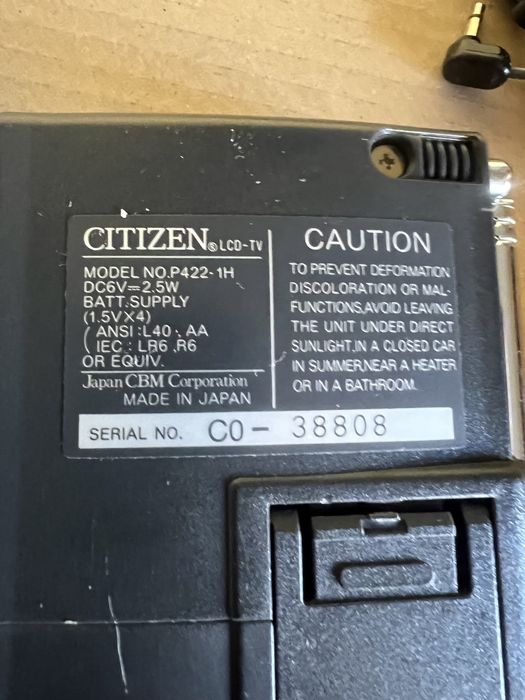 CITIZEN® LCD-TV
MODEL NO.P422-1H
DC6V⎓2.5W
BATT.SUPPLY
(1.5V×4)
( ANSI:L40 , AA
IEC : LR6 ,R6
OR EQUIV.
Japan CBM Corporation
MADE IN JAPAN
CAUTION
TO PREVENT DEFORMATION
DISCOLORATION OR MAL-
FUNCTIONS,AVOID LEAVING
THE UNIT UNDER DIRECT
SUNLIGHT,IN A CLOSED CAR
IN SUMMER,NEAR A HEATER
OR IN A BATHROOM.
SERIAL NO. CO- 38808